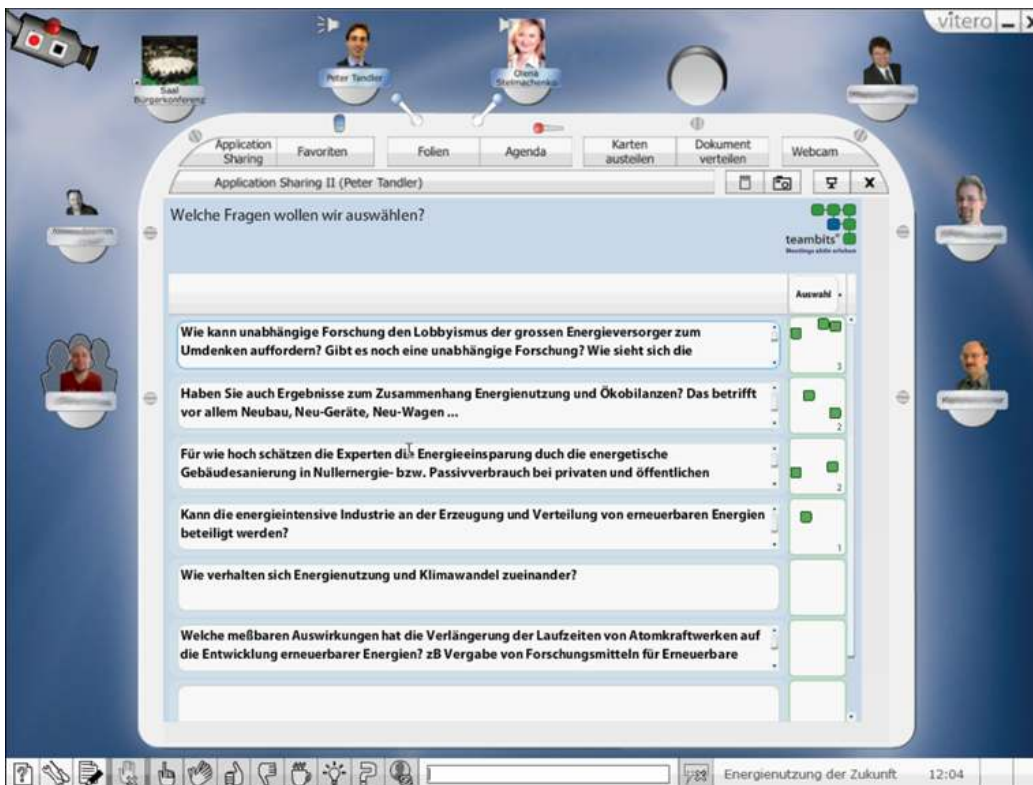 vitero
Saal
Bürgerkonferenz
Peter Tandler
Olena
Stelmachenko
Application
Sharing
Favoriten
Folien
Agenda
Karten
austeilen
Dokument
verteilen
Webcam
Application Sharing II (Peter Tandler)
Welche Fragen wollen wir auswählen?
teambits
Meetings aktiv erleben
Auswahl
Wie kann unabhängige Forschung den Lobbyismus der grossen Energieversorger zum
Umdenken auffordern? Gibt es noch eine unabhängige Forschung? Wie sieht sich die
3
Haben Sie auch Ergebnisse zum Zusammenhang Energienutzung und Ökobilanzen? Das betrifft
vor allem Neubau, Neu-Geräte, Neu-Wagen ...
2
Für wie hoch schätzen die Experten die Energieeinsparung duch die energetische
Gebäudesanierung in Nullernergie- bzw. Passivverbrauch bei privaten und öffentlichen
2
Kann die energieintensive Industrie an der Erzeugung und Verteilung von erneuerbaren Energien
beteiligt werden?
1
Wie verhalten sich Energienutzung und Klimawandel zueinander?
Welche meßbaren Auswirkungen hat die Verlängerung der Laufzeiten von Atomkraftwerken auf
die Entwicklung erneuerbarer Energien? zB Vergabe von Forschungsmitteln für Erneuerbare
Energienutzung der Zukunft 12:04